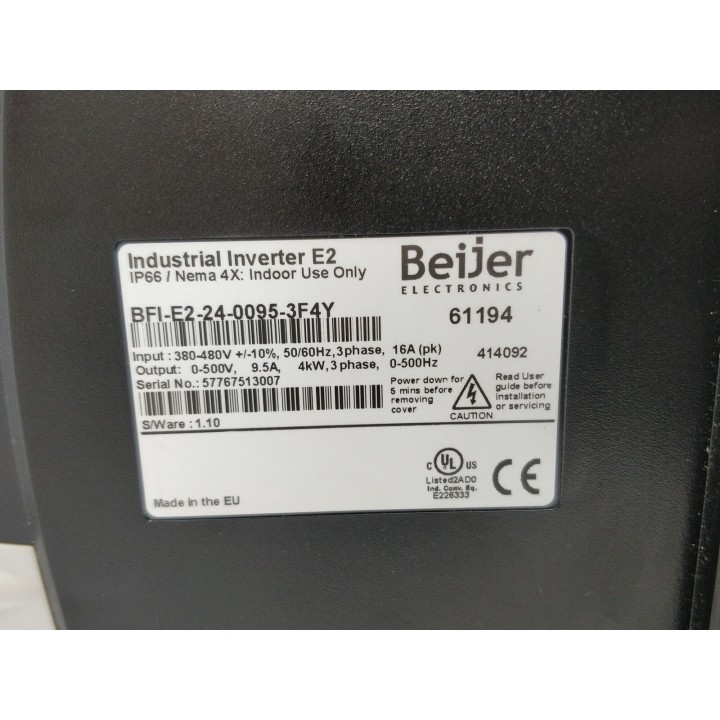 Industrial Inverter E2
IP66 / Nema 4X: Indoor Use Only
Beijer
ELECTRONICS
BFI-E2-24-0095-3F4Y
61194
Input : 380-480V +/-10%, 50/60Hz, 3 phase, 16A (pk)
414092
Output: 0-500V, 9.5A, 4kW, 3 phase, 0-500Hz
Serial No.: 57767513007
Power down for
5 mins before
removing
cover
CAUTION
Read User
guide before
installation
or servicing
S/Ware : 1.10
C UL US
Listed2AD0
Ind. Conv. Eq.
E226333
CE
Made in the EU